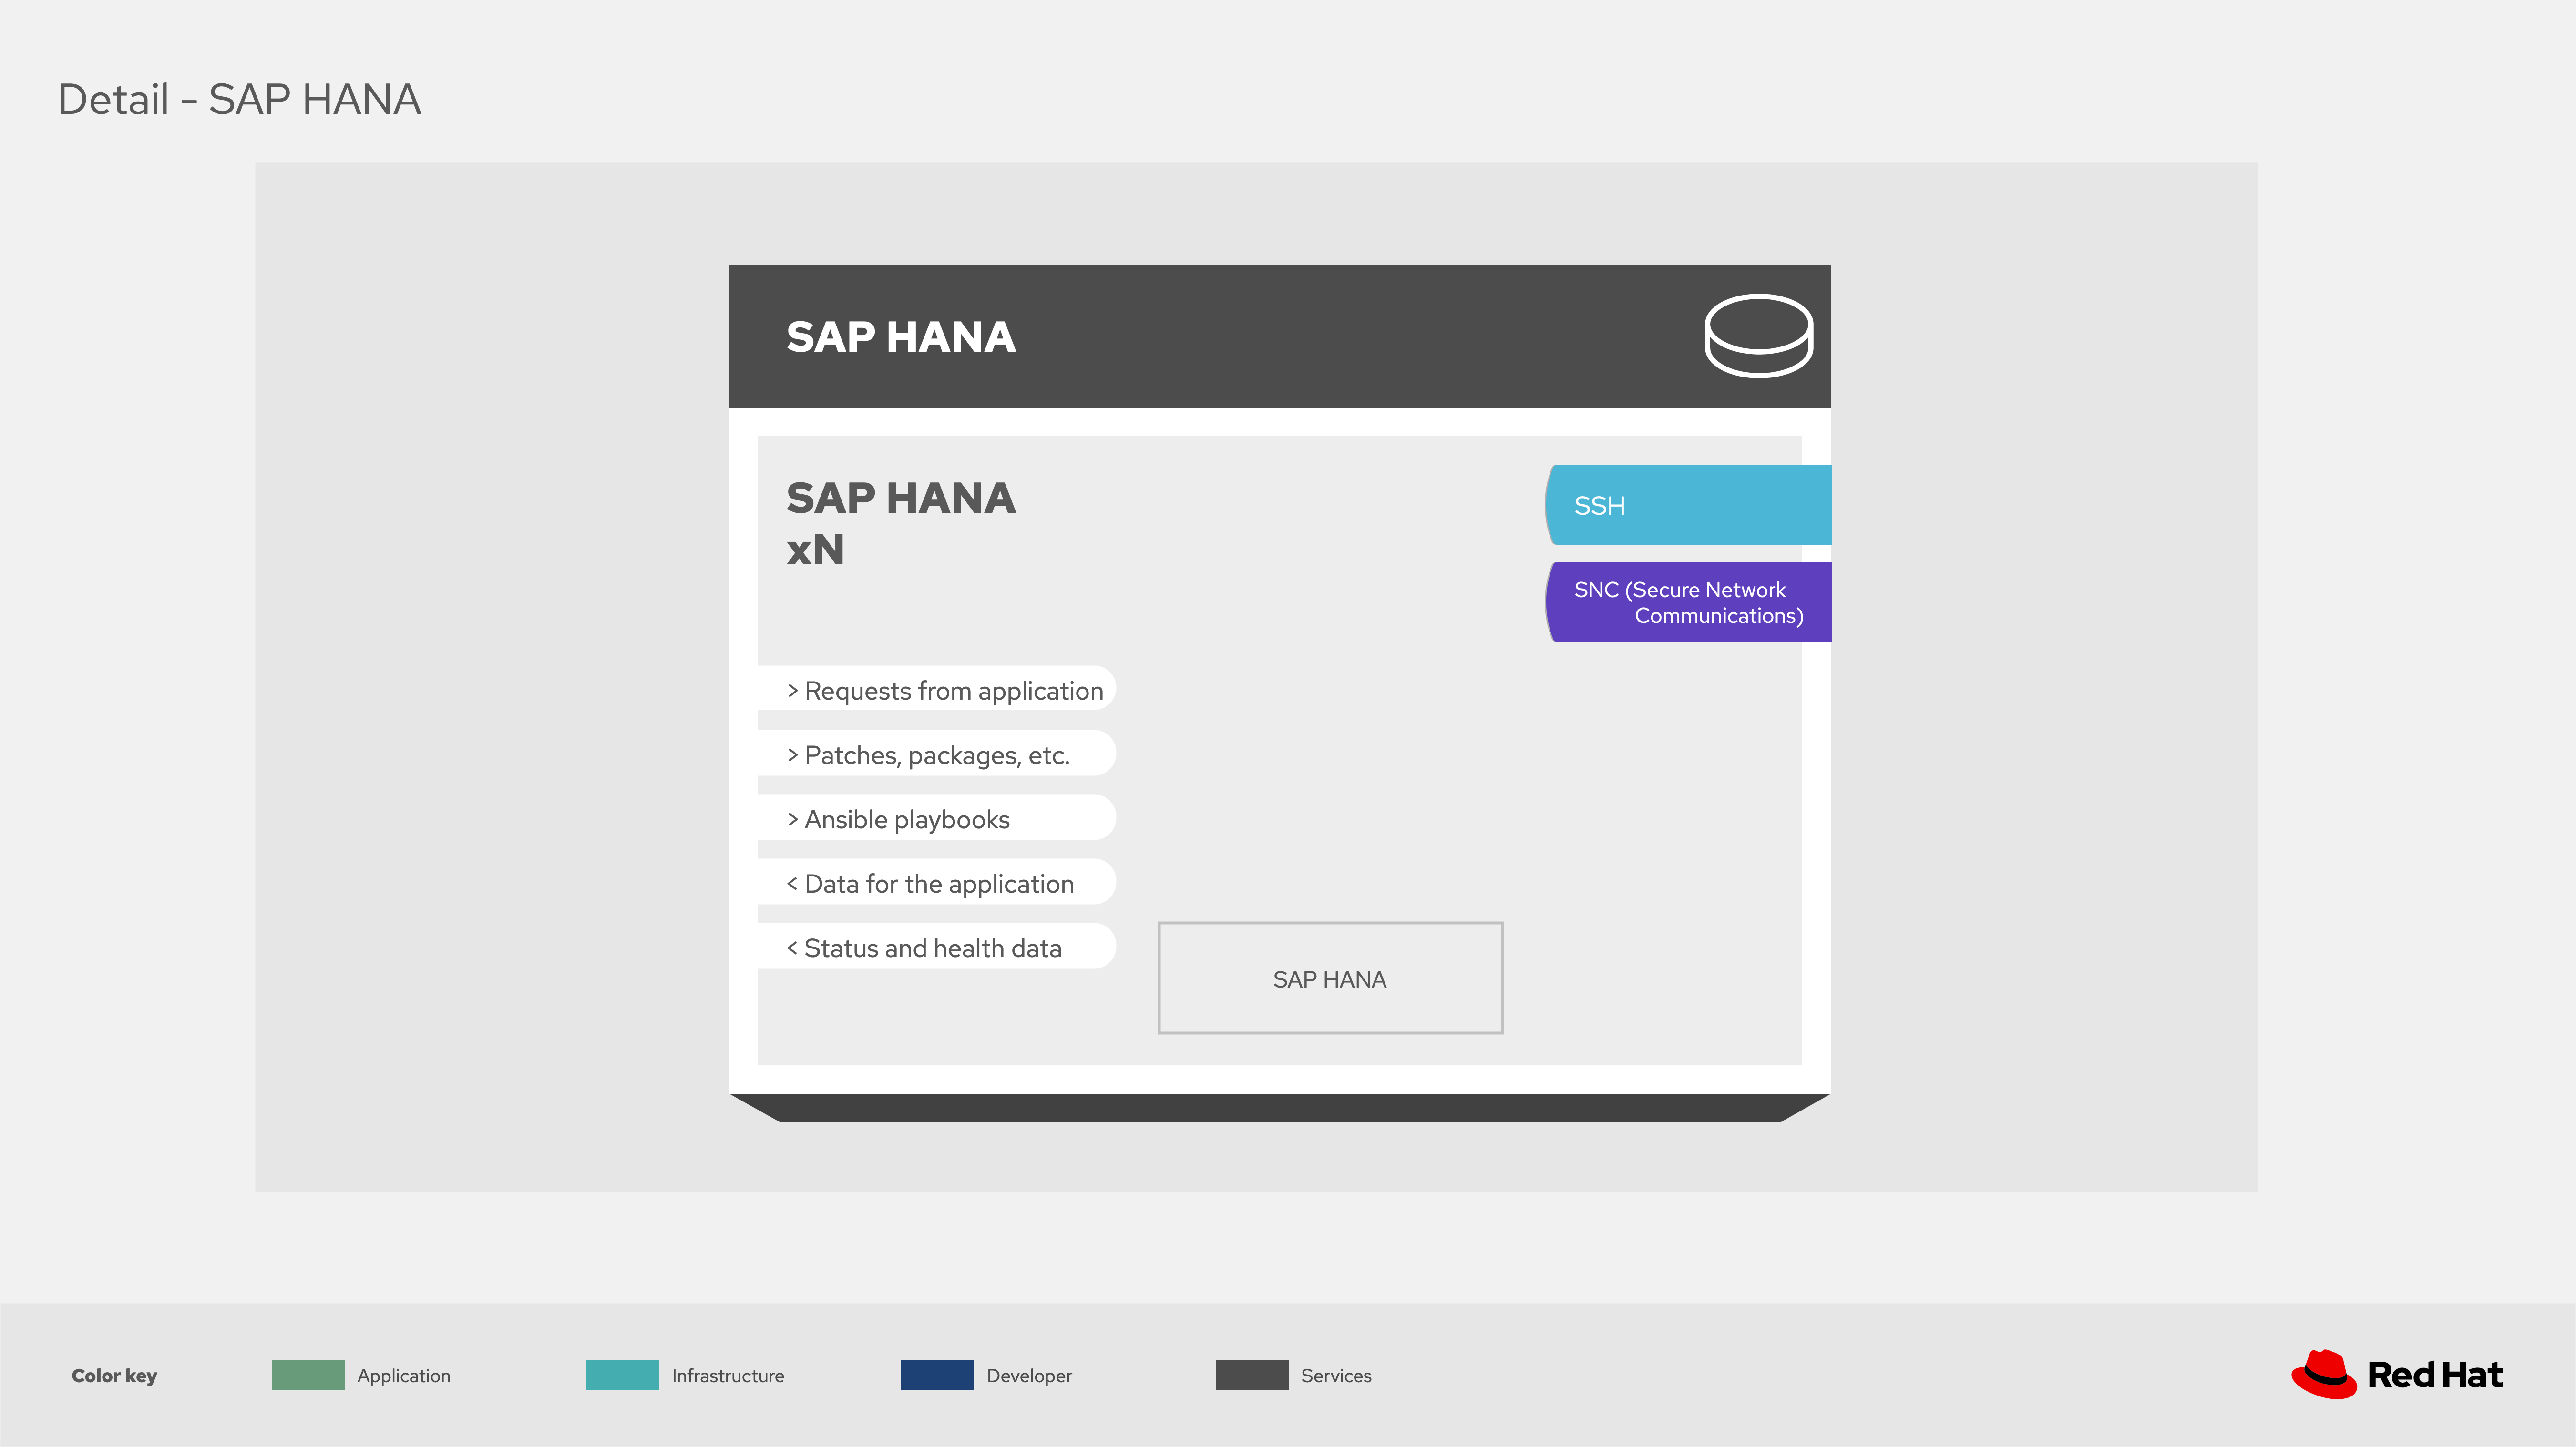 Detail - SAP HANA
SAP HANA
SAP HANA
xN
SSH
SNC (Secure Network
Communications)
> Requests from application
> Patches, packages, etc.
> Ansible playbooks
< Data for the application
< Status and health data
SAP HANA
Color key
Application
Infrastructure
Developer
Services
Red Hat